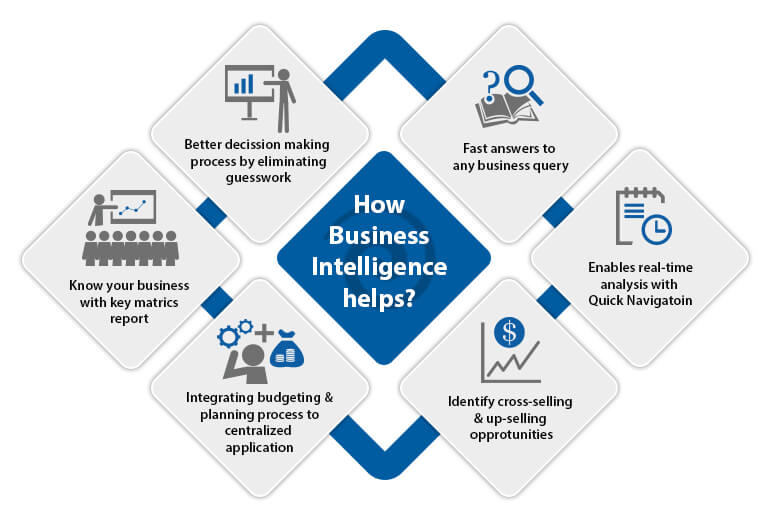 How
Business
Intelligence
helps?
Better decission making
process by eliminating
guesswork
?
Fast answers to
any business query
Know your business
with key matrics
report
Enables real-time
analysis with
Quick Navigatoin
Integrating budgeting &
planning process to
centralized
application
$
Identify cross-selling
& up-selling
opprotunities